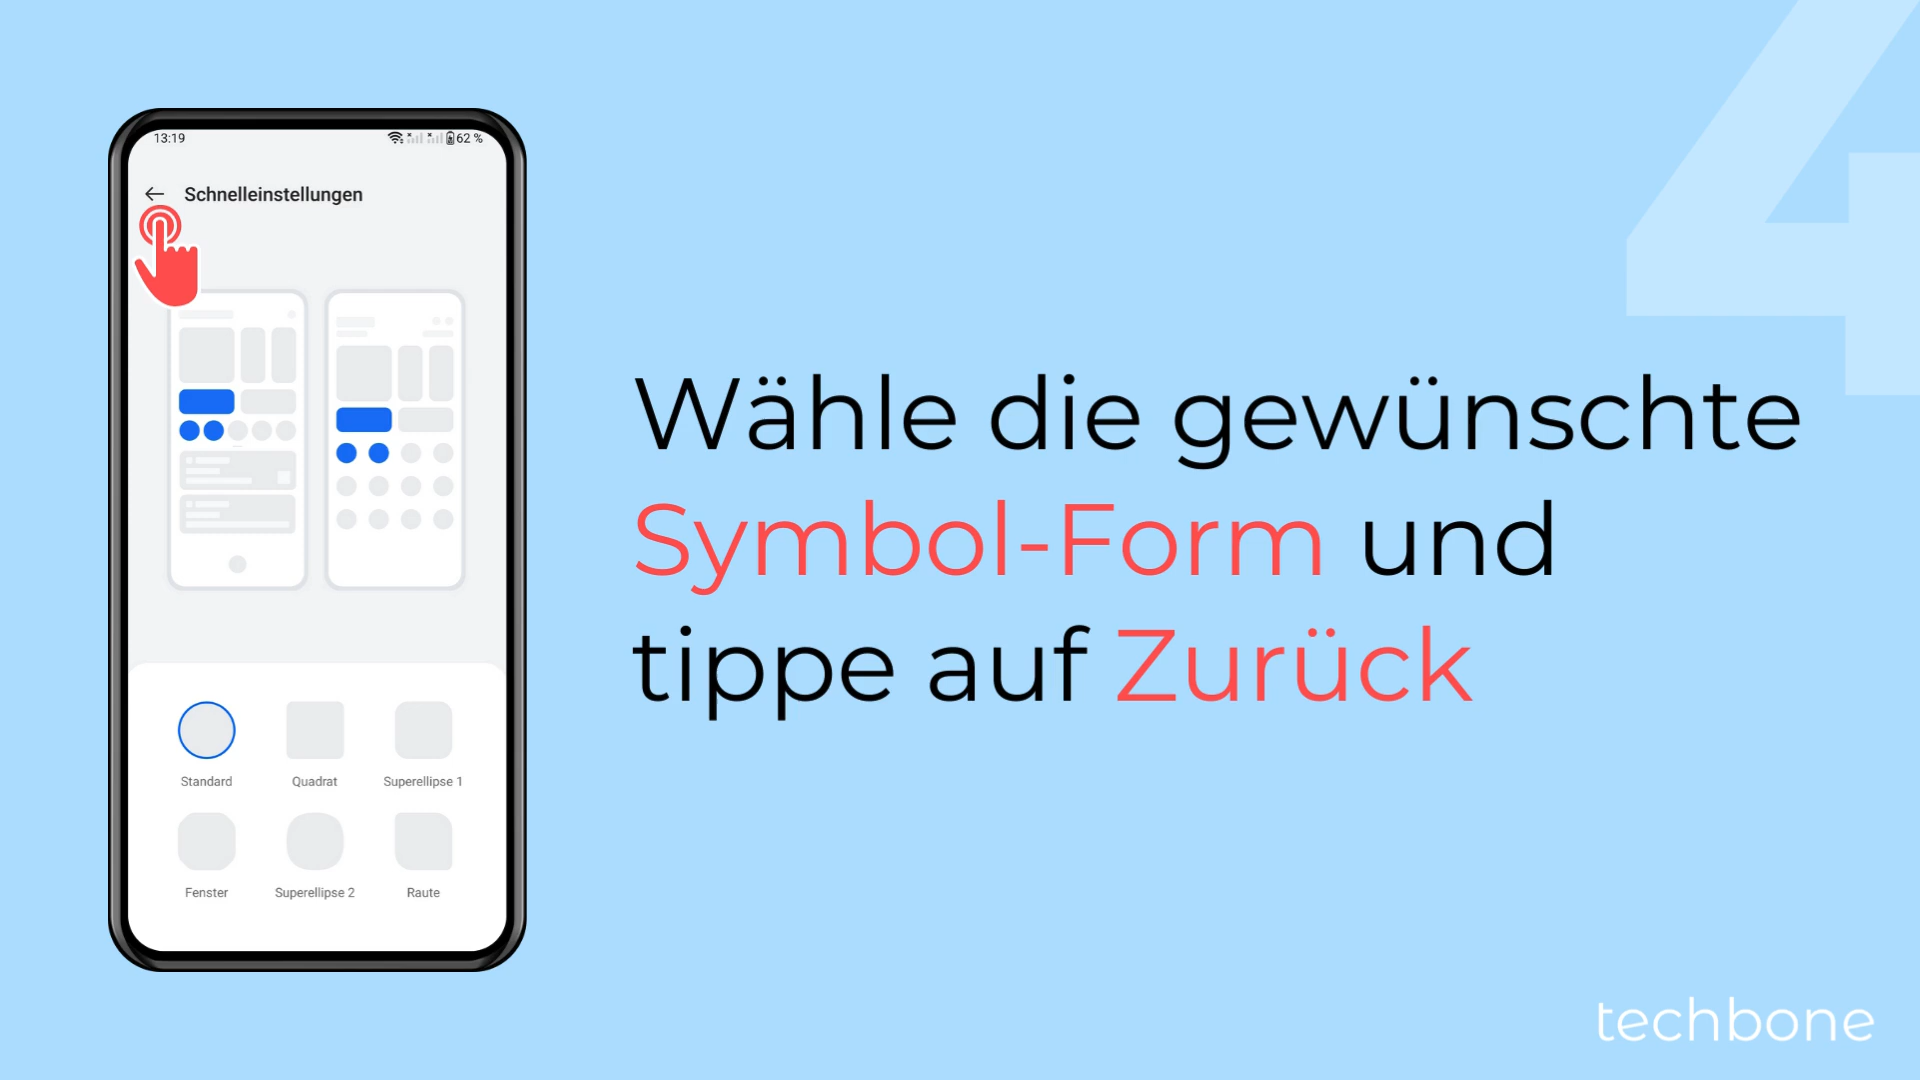 4
13:19
62 %
Schnelleinstellungen
Wähle die gewünschte
Symbol-Form und
tippe auf Zurück
Standard
Quadrat
Superellipse 1
Fenster
Superellipse 2
Raute
techbone